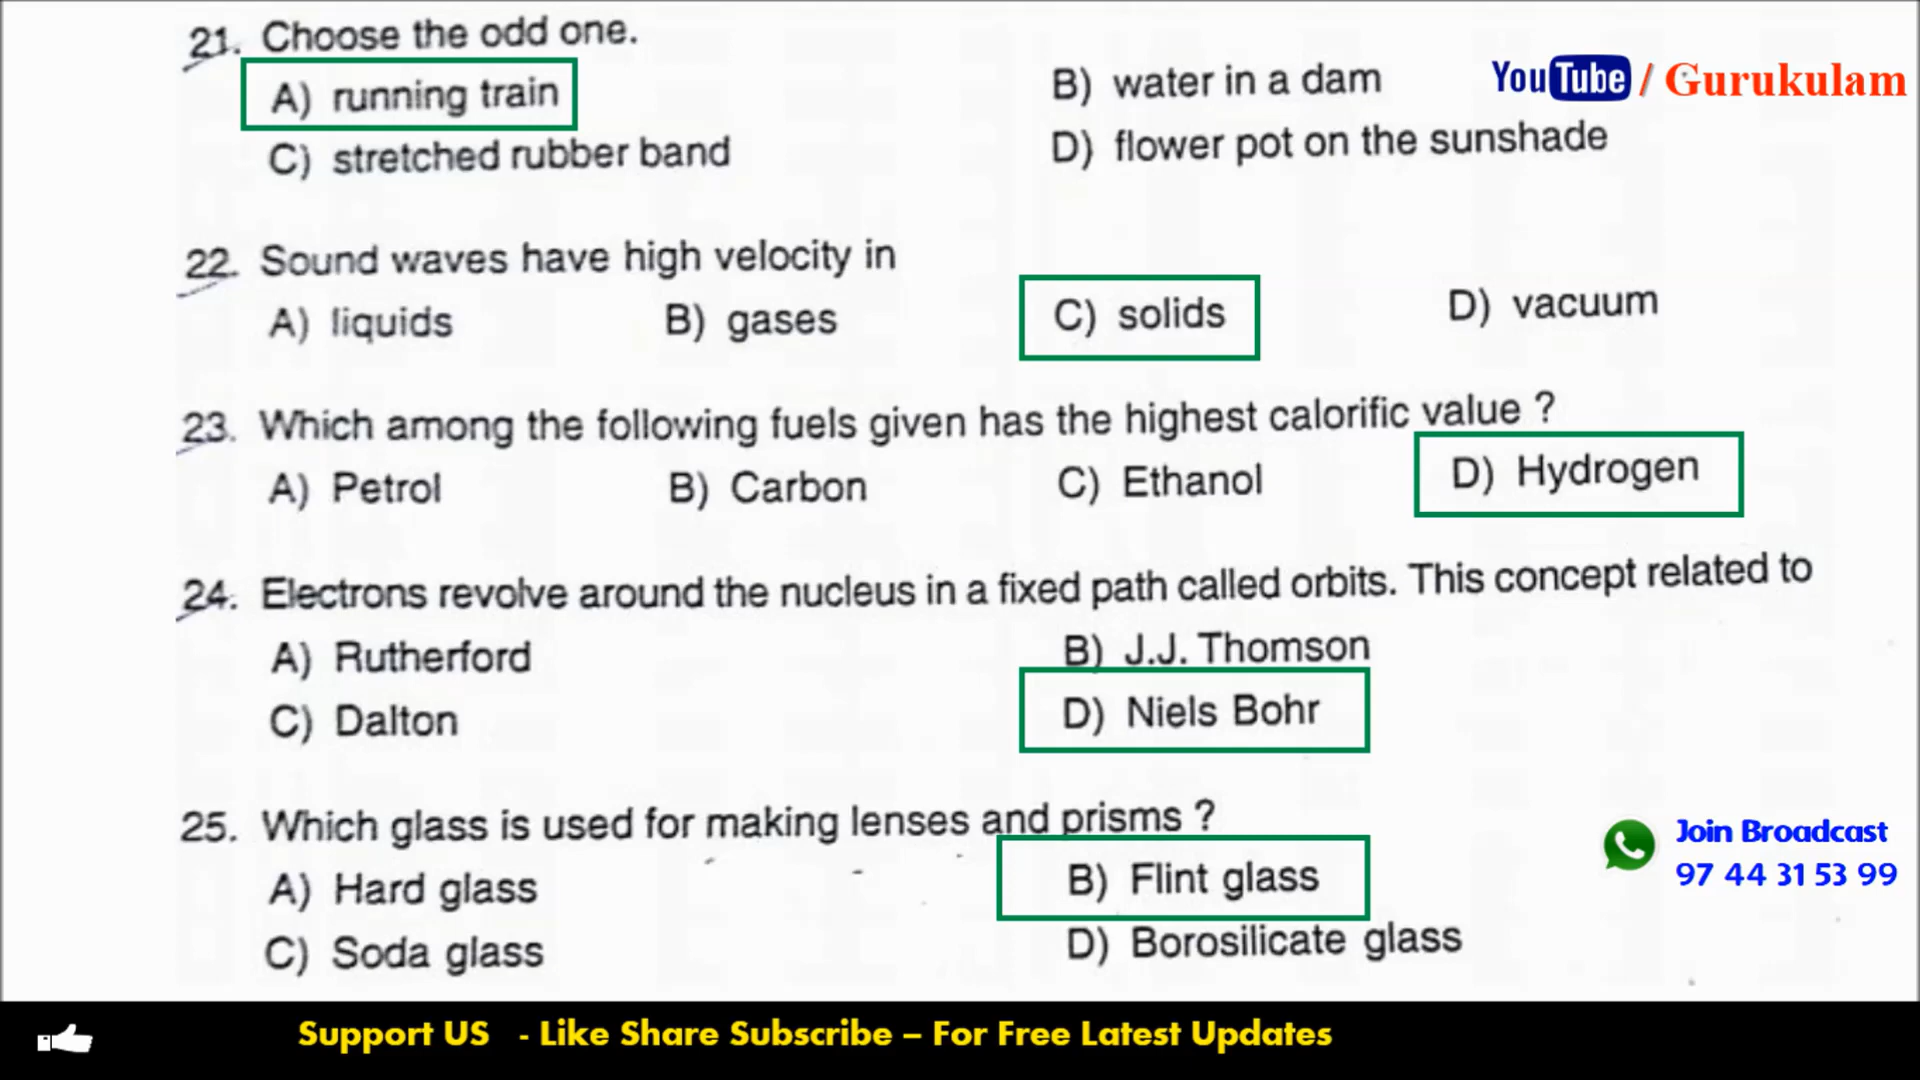 21. Choose the odd one.
A) running train
B) water in a dam
YouTube / Gurukulam
C) stretched rubber band
D) flower pot on the sunshade
22. Sound waves have high velocity in
A) liquids
B) gases
C) solids
D) vacuum
23. Which among the following fuels given has the highest calorific value ?
A) Petrol
B) Carbon
C) Ethanol
D) Hydrogen
24. Electrons revolve around the nucleus in a fixed path called orbits. This concept related to
A) Rutherford
B) J.J. Thomson
C) Dalton
D) Niels Bohr
25. Which glass is used for making lenses and prisms ?
A) Hard glass
B) Flint glass
C) Soda glass
D) Borosilicate glass
Join Broadcast
97 44 31 53 99
Support US - Like Share Subscribe – For Free Latest Updates